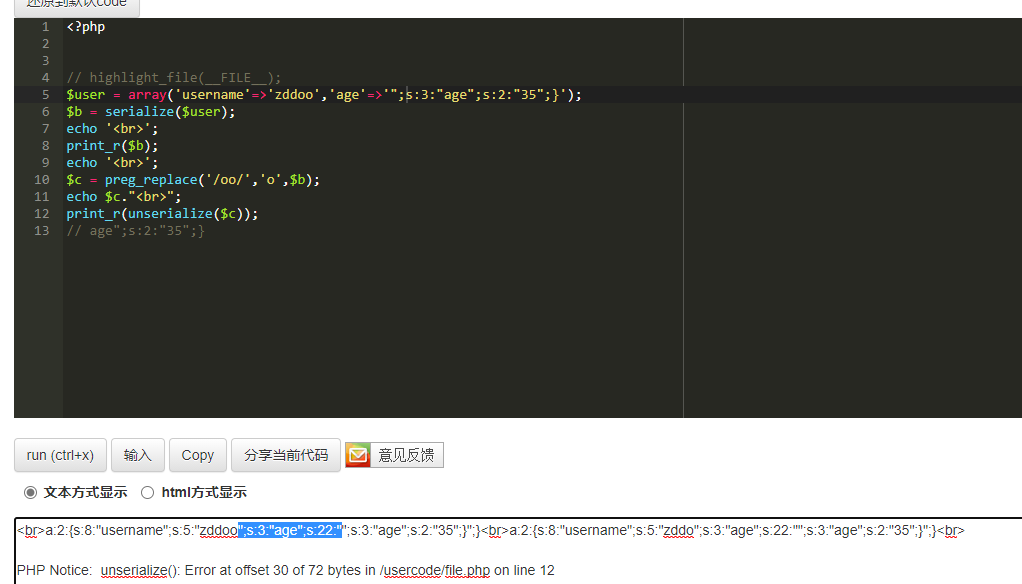 还原到默认code
1 <?php
2
3
4 // highlight_file(__FILE__);
5 $user = array('username'=>'zddoo','age'=>'";s:3:"age";s:2:"35";}');
6 $b = serialize($user);
7 echo '<br>';
8 print_r($b);
9 echo '<br>';
10 $c = preg_replace('/oo/','o',$b);
11 echo $c."<br>";
12 print_r(unserialize($c));
13 // age";s:2:"35";}
run (ctrl+x) 输入 Copy 分享当前代码 意见反馈
文本方式显示 html方式显示
<br>a:2:{s:8:"username";s:5:"zddoo";s:3:"age";s:22:"";s:3:"age";s:2:"35";}";}<br>a:2:{s:8:"username";s:5:"zddo";s:3:"age";s:22:"";s:3:"age";s:2:"35";}";}<br>
PHP Notice:  unserialize(): Error at offset 30 of 72 bytes in /usercode/file.php on line 12